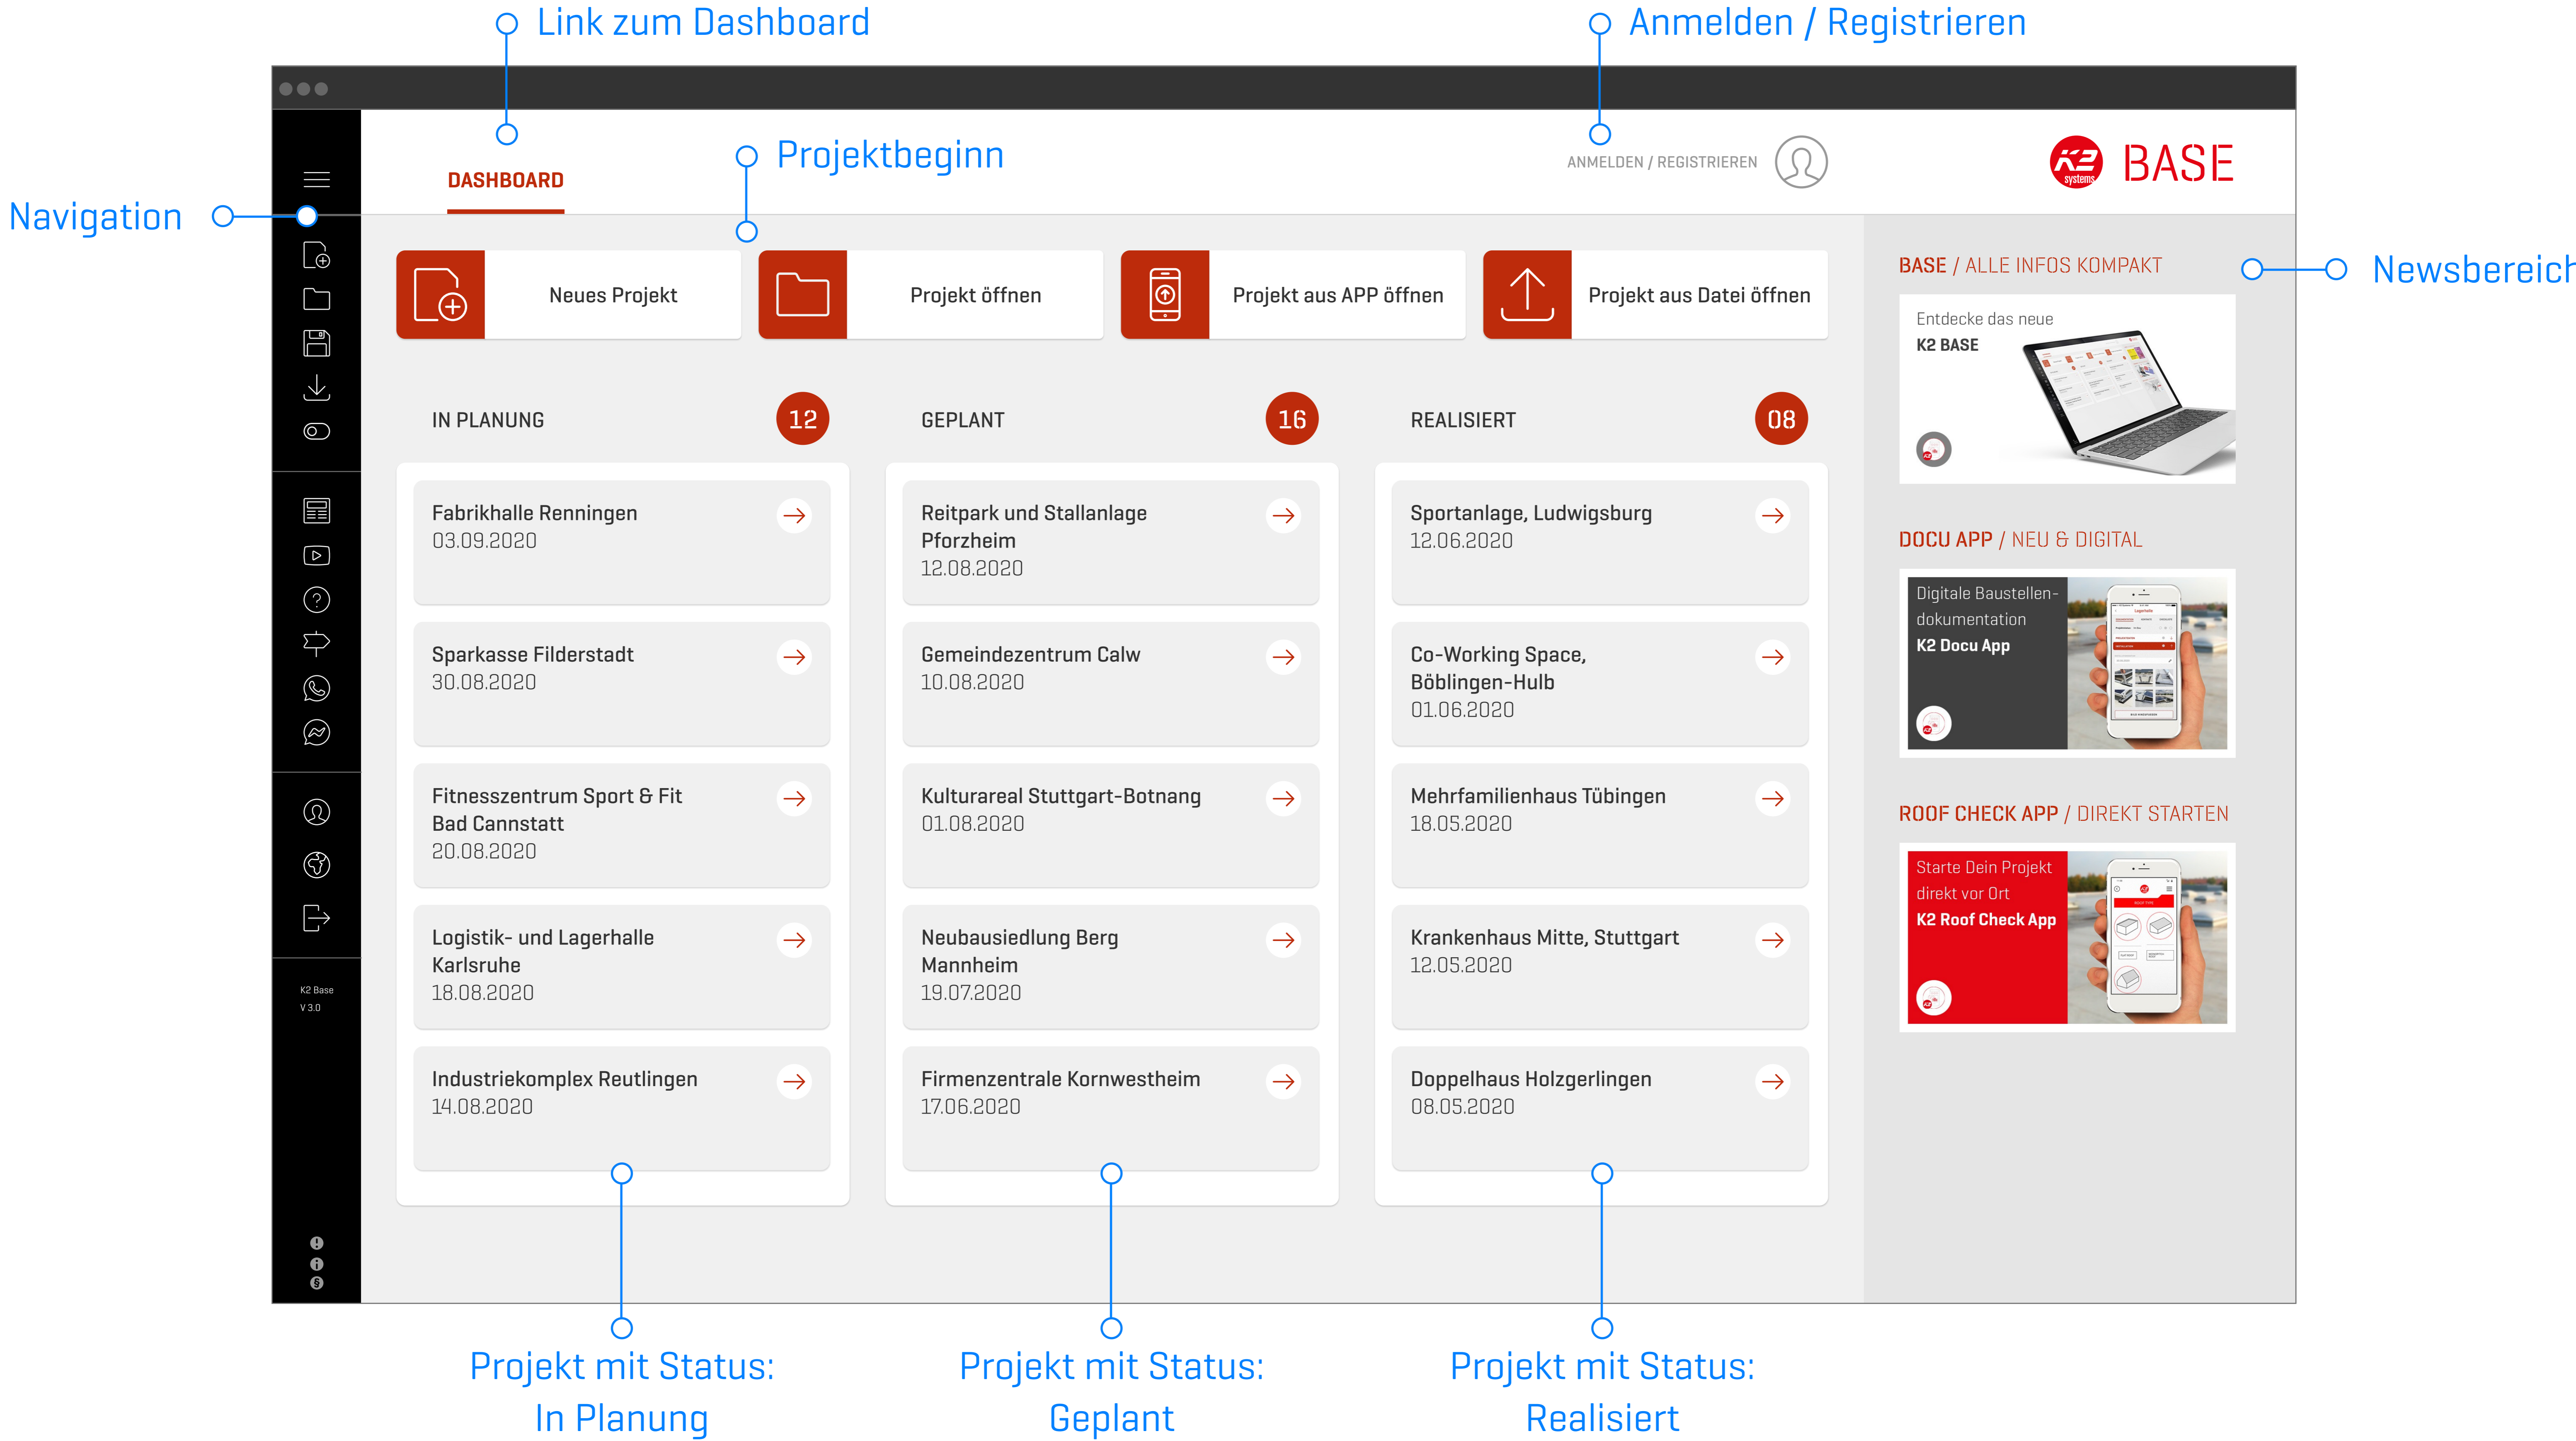 Link zum Dashboard
Anmelden / Registrieren
Projektbeginn
Navigation
DASHBOARD
ANMELDEN / REGISTRIEREN
K2
systems
BASE
Newsbereich
Neues Projekt
Projekt öffnen
Projekt aus APP öffnen
Projekt aus Datei öffnen
IN PLANUNG
12
Fabrikhalle Renningen
03.09.2020
Sparkasse Filderstadt
30.08.2020
Fitnesszentrum Sport & Fit
Bad Cannstatt
20.08.2020
Logistik- und Lagerhalle
Karlsruhe
18.08.2020
Industriekomplex Reutlingen
14.08.2020
GEPLANT
16
Reitpark und Stallanlage
Pforzheim
12.08.2020
Gemeindezentrum Calw
10.08.2020
Kulturareal Stuttgart-Botnang
01.08.2020
Neubausiedlung Berg
Mannheim
19.07.2020
Firmenzentrale Kornwestheim
17.06.2020
REALISIERT
08
Sportanlage, Ludwigsburg
12.06.2020
Co-Working Space,
Böblingen-Hulb
01.06.2020
Mehrfamilienhaus Tübingen
18.05.2020
Krankenhaus Mitte, Stuttgart
12.05.2020
Doppelhaus Holzgerlingen
08.05.2020
BASE / ALLE INFOS KOMPAKT
Entdecke das neue
K2 BASE
DOCU APP / NEU & DIGITAL
Digitale Baustellen-
dokumentation
K2 Docu App
Lagerhalle
ROOF CHECK APP / DIREKT STARTEN
Starte Dein Projekt
direkt vor Ort
K2 Roof Check App
ROOF TYPE
K2 Base
V 3.0
Projekt mit Status:
In Planung
Projekt mit Status:
Geplant
Projekt mit Status:
Realisiert